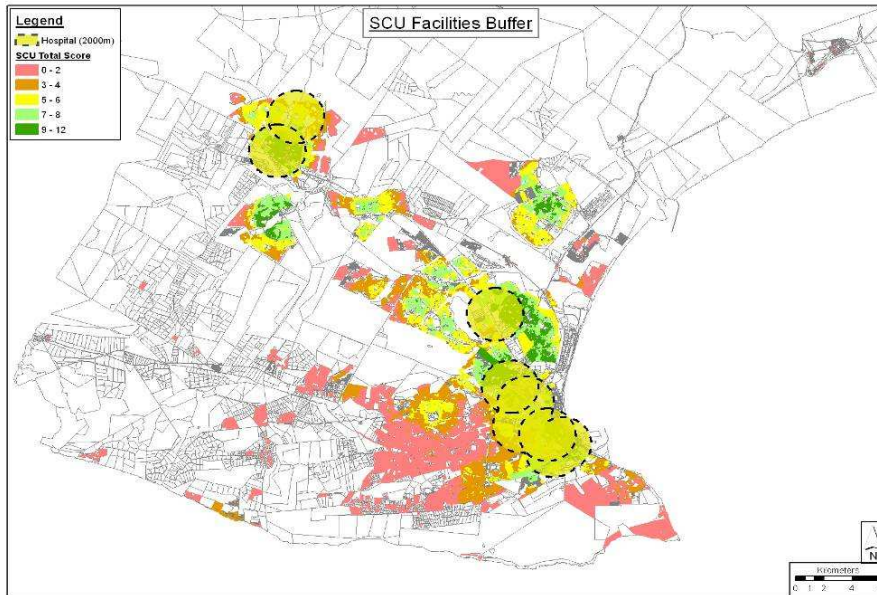 SCU Facilities Buffer
Legend
Hospital (2000m)
SCU Total Score
0 - 2
3 - 4
5 - 6
7 - 8
9 - 12
N
Kilometers
0 1 2 4